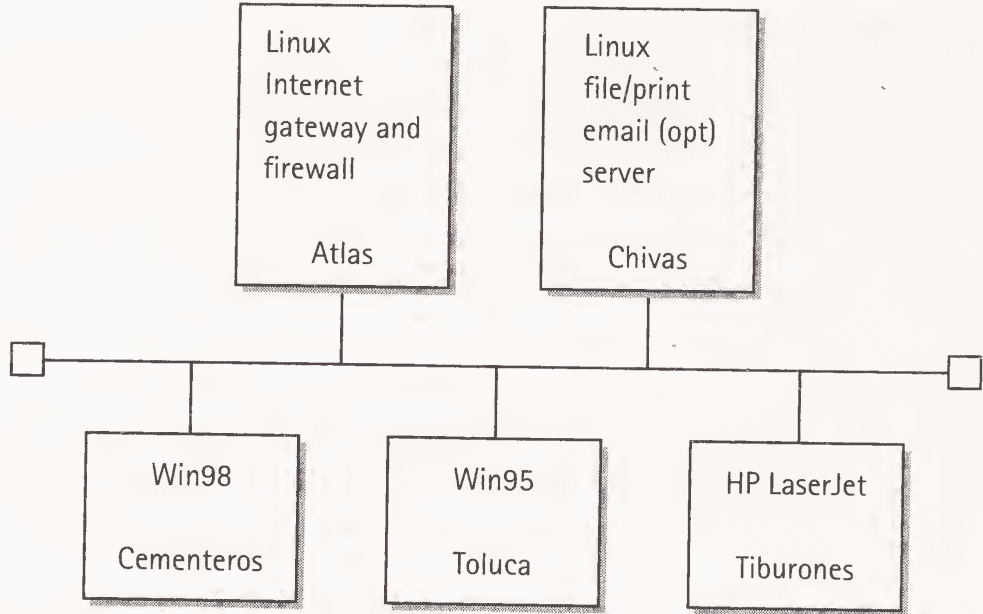 Linux
Internet
gateway and
firewall
Atlas
Linux
file/print
email (opt)
server
Chivas
Win98
Cementeros
Win95
Toluca
HP LaserJet
Tiburones